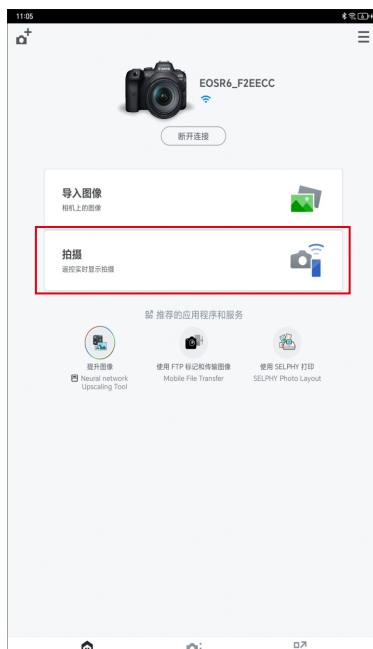 11:05
EOSR6_F2EECC
断开连接
导入图像
相机上的图像
拍摄
遥控实时显示拍摄
推荐的应用程序和服务
提升图像
Neural network
Upscaling Tool
使用 FTP 标记和传输图像
Mobile File Transfer
使用 SELPHY 打印
SELPHY Photo Layout